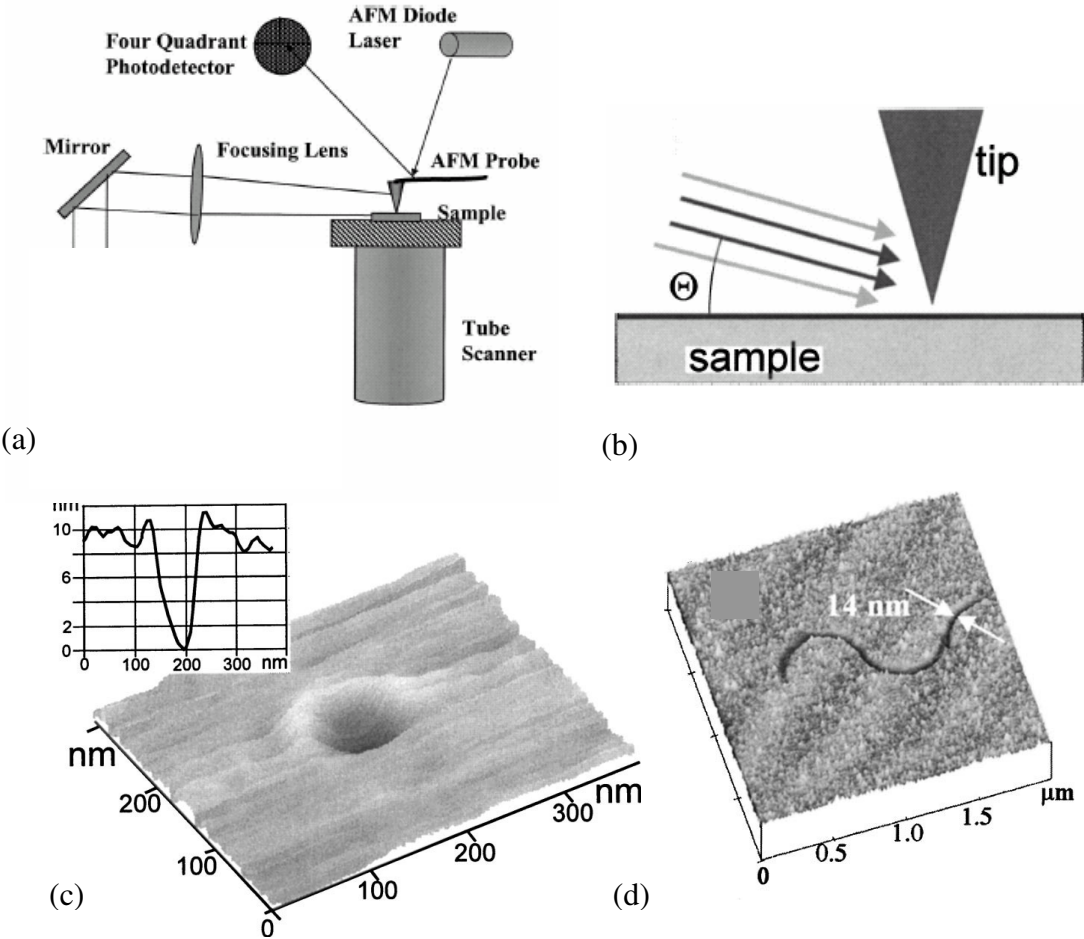 AFM Diode
Laser
Four Quadrant
Photodetector
Mirror
Focusing Lens
AFM Probe
Sample
Tube
Scanner
(a)
tip
Θ
sample
(b)
nm
10
6
2
0
0 100 200 300 nm
nm
200
100
0
100
200
300
nm
(c)
14 nm
μm
1.5
1.0
0.5
0
(d)